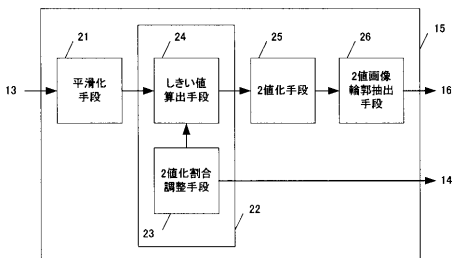 21
24
25
26
15
13
平滑化
手段
しきい値
算出手段
2値化手段
2値画像
輪郭抽出
手段
16
2値化割合
調整手段
14
23
22